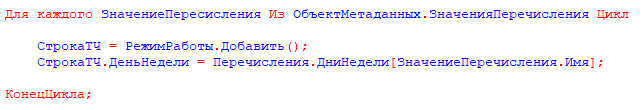 Для каждого ЗначениеПересисления Из ОбъектМетаданных.ЗначенияПеречисления Цикл
СтрокаТЧ = РежимРаботы.Добавить();
СтрокаТЧ.ДеньНедели = Перечисления.ДниНедели[ЗначениеПеречисления.Имя];
КонецЦикла;